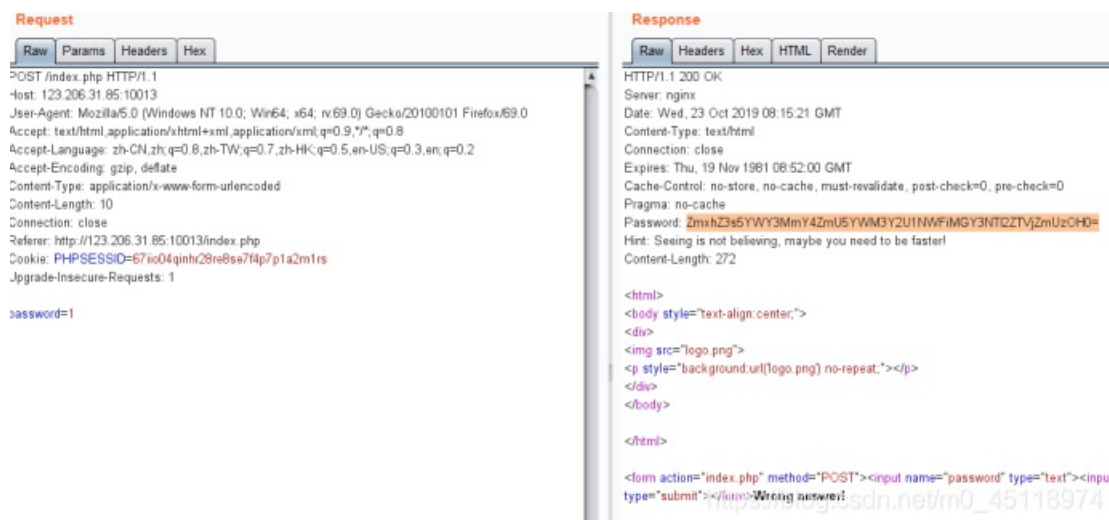 Request
Raw Params Headers Hex
POST /index.php HTTP/1.1
Host: 123.206.31.85:10013
User-Agent: Mozilla/5.0 (Windows NT 10.0; Win64; x64; rv:69.0) Gecko/20100101 Firefox/69.0
Accept: text/html,application/xhtml+xml,application/xml;q=0.9,*/*;q=0.8
Accept-Language: zh-CN,zh;q=0.8,zh-TW;q=0.7,zh-HK;q=0.5,en-US;q=0.3,en;q=0.2
Accept-Encoding: gzip, deflate
Content-Type: application/x-www-form-urlencoded
Content-Length: 10
Connection: close
Referer: http://123.206.31.85:10013/index.php
Cookie: PHPSESSID=67iio04qinhr28re8se7f4p7p1a2m1rs
Upgrade-Insecure-Requests: 1
password=1
Response
Raw Headers Hex HTML Render
HTTP/1.1 200 OK
Server: nginx
Date: Wed, 23 Oct 2019 08:15:21 GMT
Content-Type: text/html
Connection: close
Expires: Thu, 19 Nov 1981 08:52:00 GMT
Cache-Control: no-store, no-cache, must-revalidate, post-check=0, pre-check=0
Pragma: no-cache
Password: ZmxhZ3s5YWY3MmY4ZmU5YWM3Y2U1NWFiMGY3NTI2ZTVjZmUzOH0=
Hint: Seeing is not believing, maybe you need to be faster!
Content-Length: 272
<html>
<body style="text-align:center;">
<div>
<img src="logo.png">
<p style="background:url('logo.png') no-repeat;"></p>
</div>
</body>
</html>
<form action="index.php" method="POST"><input name="password" type="text"><inpu
type="submit"></form>Wrong answer!
https://blog.csdn.net/m0_45118974